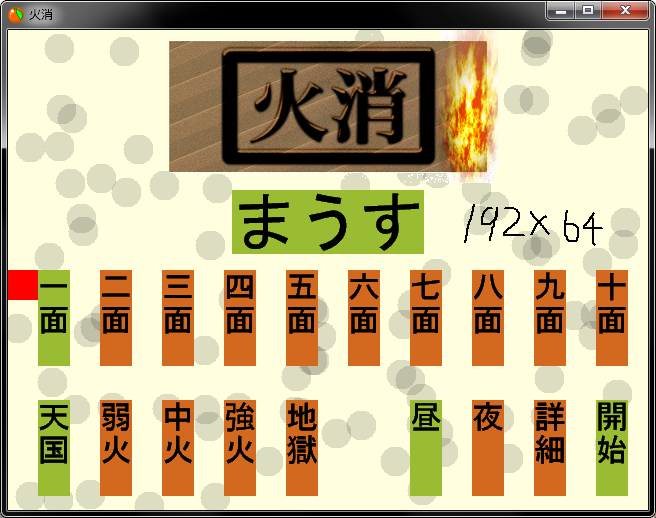 火消
火消
まうす
192×64
一面 二面 三面 四面 五面 六面 七面 八面 九面 十面
天国 弱火 中火 強火 地獄 昼 夜 詳細 開始